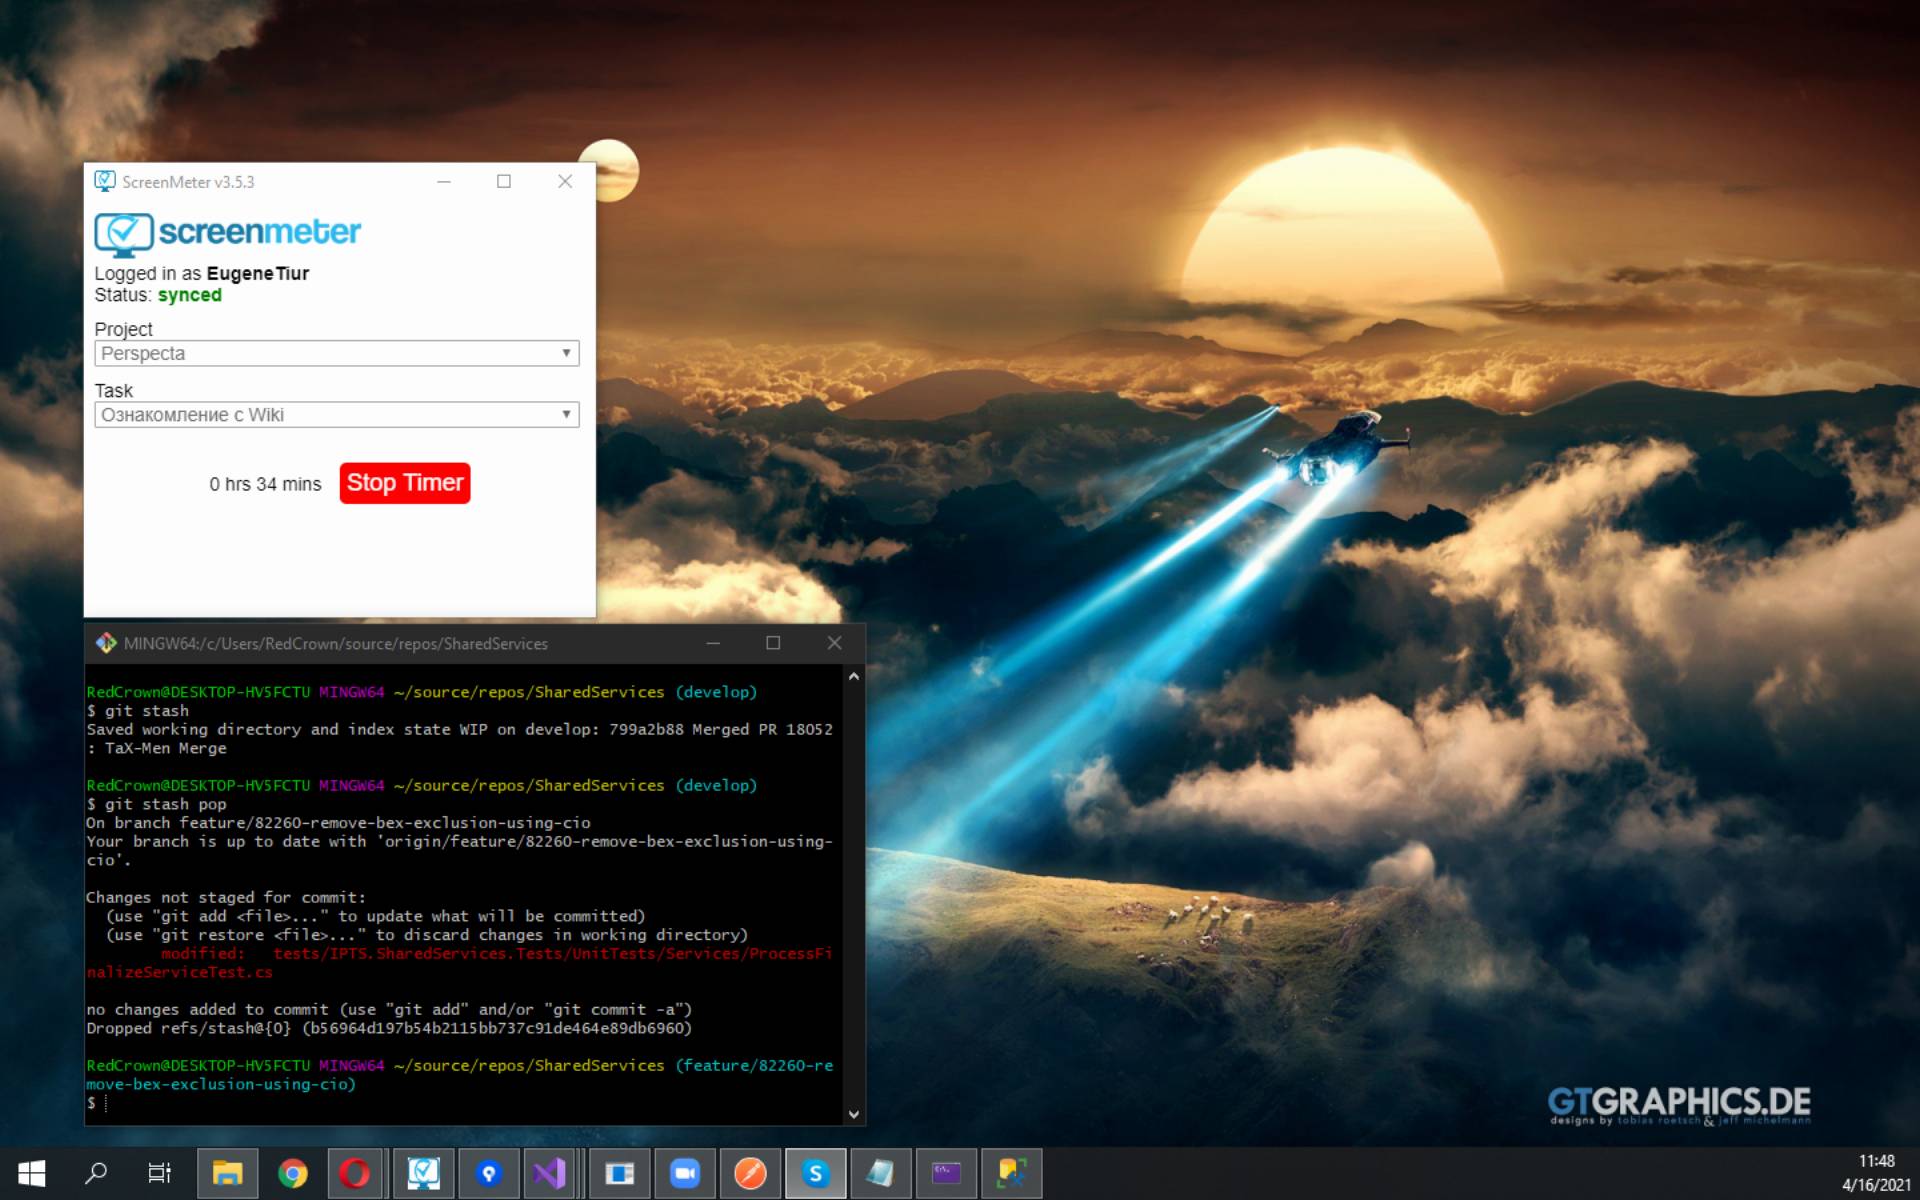 ScreenMeter v3.5.3
screenmeter
Logged in as EugeneTiur
Status: synced
Project
Perspecta
Task
Ознакомление с Wiki
0 hrs 34 mins
Stop Timer
MINGW64:/c/Users/RedCrown/source/repos/SharedServices
RedCrown@DESKTOP-HV5FCTU MINGW64 ~/source/repos/SharedServices (develop)
$ git stash
Saved working directory and index state WIP on develop: 799a2b88 Merged PR 18052
: TaX-Men Merge
RedCrown@DESKTOP-HV5FCTU MINGW64 ~/source/repos/SharedServices (develop)
$ git stash pop
On branch feature/82260-remove-bex-exclusion-using-cio
Your branch is up to date with 'origin/feature/82260-remove-bex-exclusion-using-
cio'.
Changes not staged for commit:
(use "git add <file>..." to update what will be committed)
(use "git restore <file>..." to discard changes in working directory)
modified: tests/IPTS.SharedServices.Tests/UnitTests/Services/ProcessFi
nalizeServiceTest.cs
no changes added to commit (use "git add" and/or "git commit -a")
Dropped refs/stash@{0} (b56964d197b54b2115bb737c91de464e89db6960)
RedCrown@DESKTOP-HV5FCTU MINGW64 ~/source/repos/SharedServices (feature/82260-re
move-bex-exclusion-using-cio)
$
GTGRAPHICS.DE
designs by tobias roetsch & jeff michelmann
11:48
4/16/2021